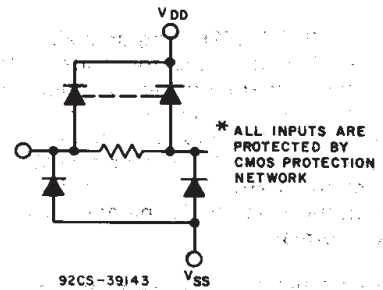 VDD
* ALL INPUTS ARE
PROTECTED BY
CMOS PROTECTION
NETWORK
92CS-39143
VSS